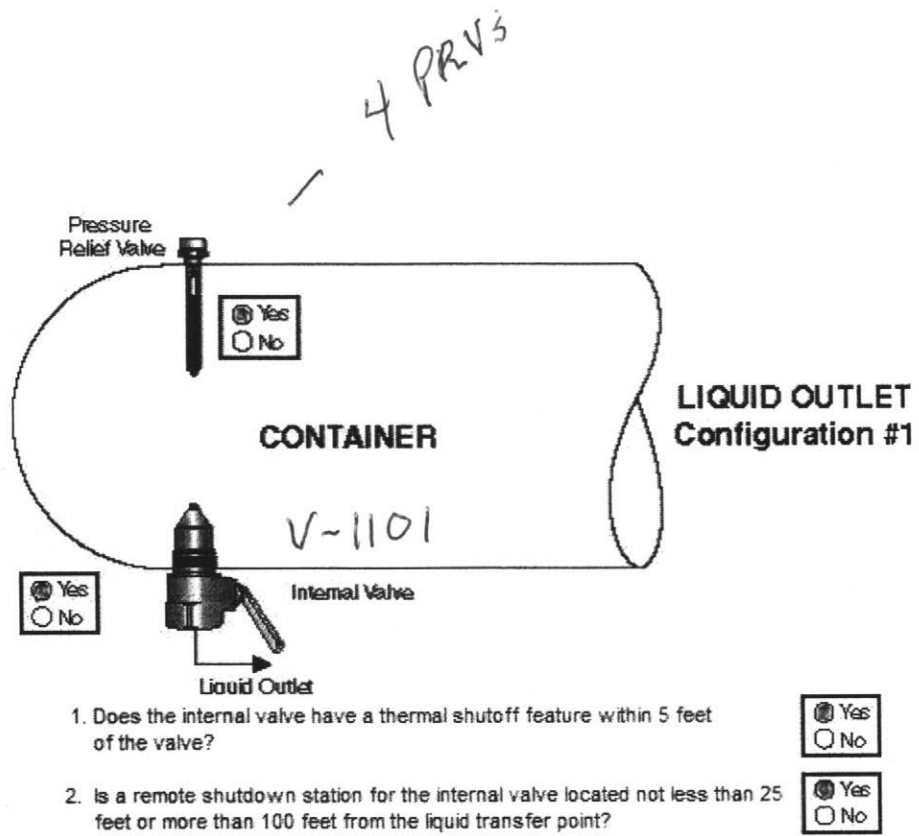 4 PRVs
Pressure
Relief Valve
Yes
No
LIQUID OUTLET
Configuration #1
CONTAINER
V-1101
Yes
No
Internal Valve
Liquid Outlet
1. Does the internal valve have a thermal shutoff feature within 5 feet
of the valve?
Yes
No
2. Is a remote shutdown station for the internal valve located not less than 25
feet or more than 100 feet from the liquid transfer point?
Yes
No